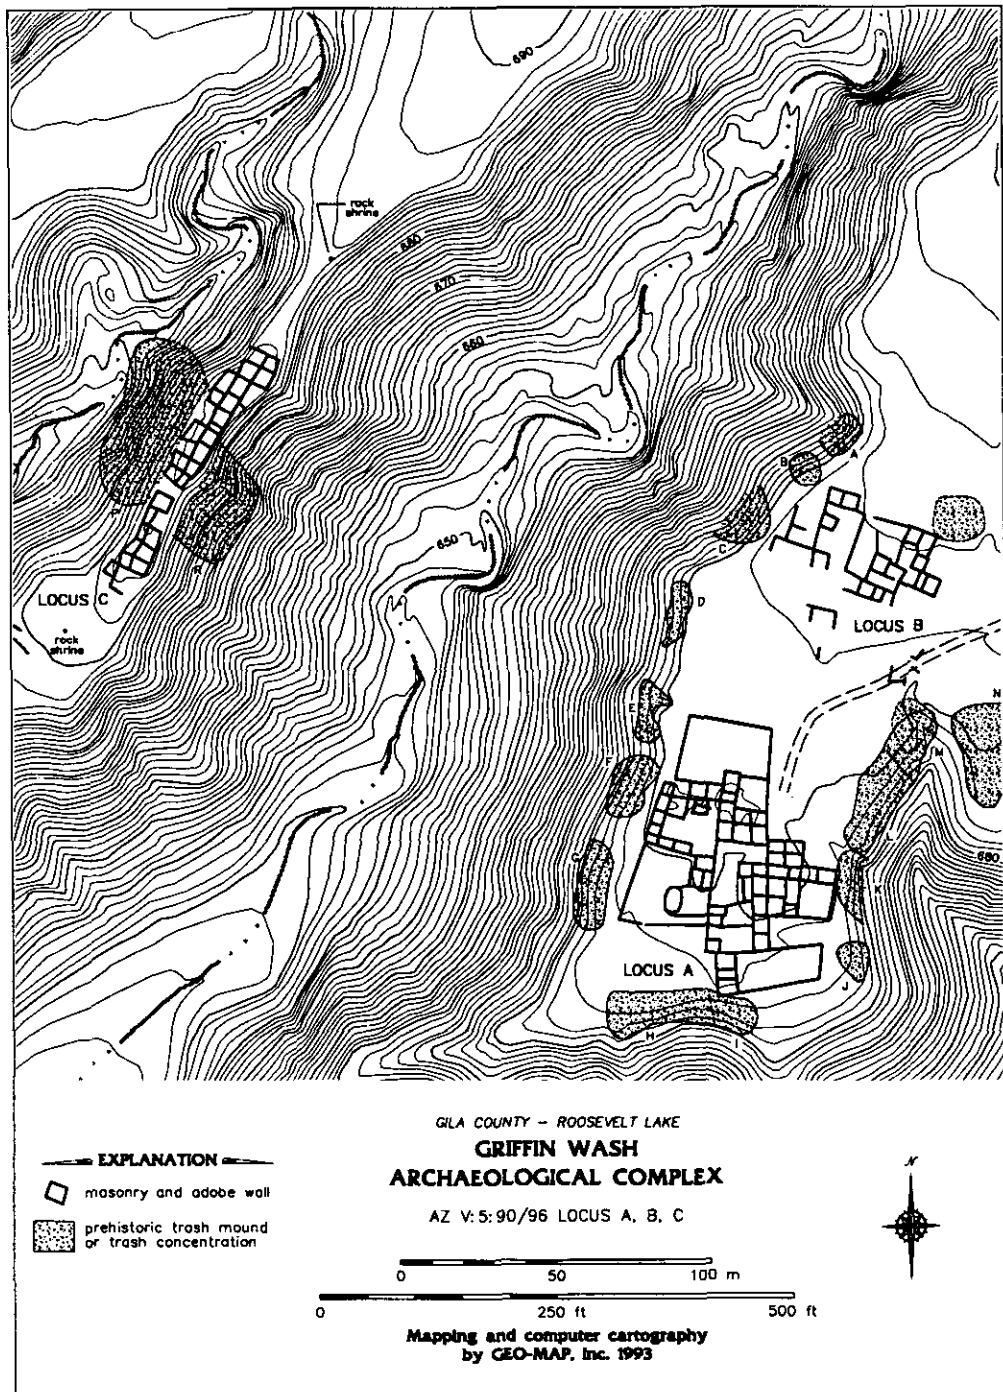 690
rock
shrine
680
670
660
650
A
B
C
D
E
F
G
H
I
J
K
L
M
N
P
R
680
LOCUS C
rock
shrine
LOCUS B
LOCUS A
GILA COUNTY – ROOSEVELT LAKE
GRIFFIN WASH
ARCHAEOLOGICAL COMPLEX
AZ V:5:90/96 LOCUS A, B, C
EXPLANATION
masonry and adobe wall
prehistoric trash mound
or trash concentration
N
0 50 100 m
0 250 ft 500 ft
Mapping and computer cartography
by GEO-MAP, Inc. 1993